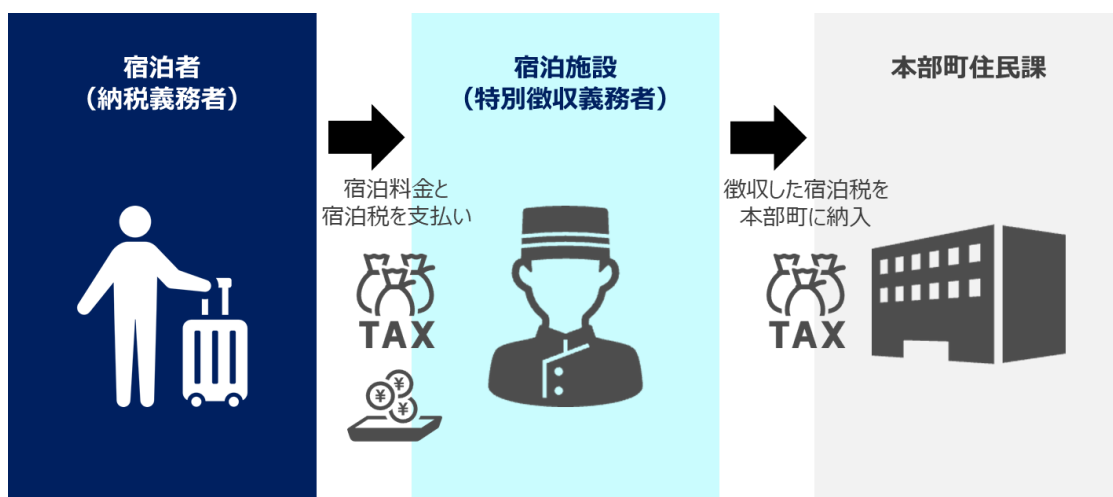 宿泊者
（納税義務者）
宿泊料金と
宿泊税を支払い
TAX
¥
¥
¥
宿泊施設
（特別徴収義務者）
徴収した宿泊税を
本部町に納入
TAX
本部町住民課